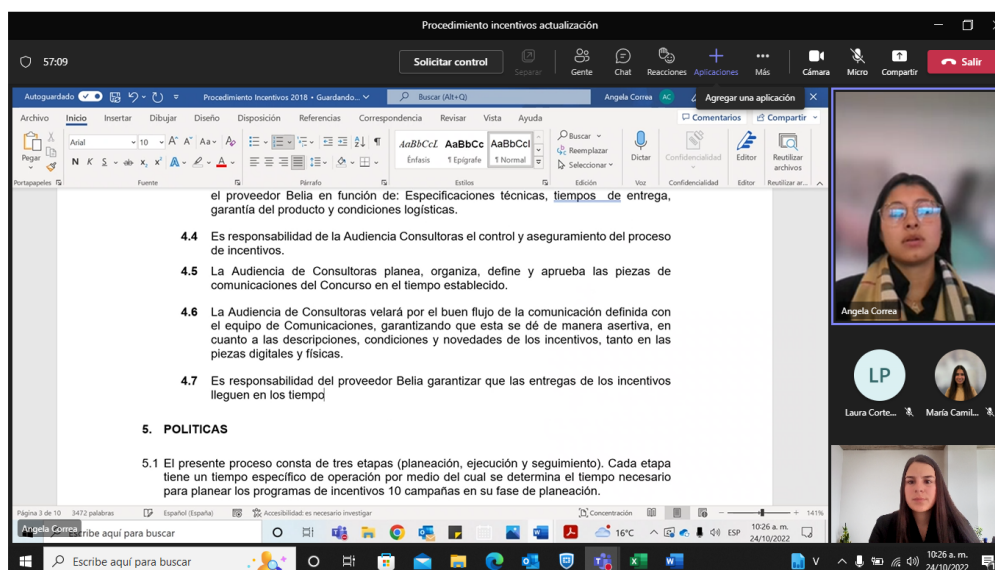 Procedimiento incentivos actualización
57:09
Solicitar control
Separar
Gente
Chat
Reacciones
Aplicaciones
Más
Cámara
Micro
Compartir
Salir
Autoguardado
Procedimiento Incentivos 2018 • Guardando...
Buscar (Alt+Q)
Angela Correa
AC
Agregar una aplicación
Archivo
Inicio
Insertar
Dibujar
Diseño
Disposición
Referencias
Correspondencia
Revisar
Vista
Ayuda
Comentarios
Compartir
Pegar
Arial
10
N K S
AaBbCcL
AaBbCc
AaBbCcl
Énfasis
¶ Epígrafe
¶ Normal
Buscar
Reemplazar
Seleccionar
Dictar
Confidencialidad
Editor
Reutilizar
archivos
Portapapeles
Fuente
Párrafo
Estilos
Edición
Voz
Confidencialidad
Editor
Reutilizar ar...
el proveedor Belia en función de: Especificaciones técnicas, tiempos de entrega,
garantía del producto y condiciones logísticas.
4.4 Es responsabilidad de la Audiencia Consultoras el control y aseguramiento del proceso
de incentivos.
4.5 La Audiencia de Consultoras planea, organiza, define y aprueba las piezas de
comunicaciones del Concurso en el tiempo establecido.
4.6 La Audiencia de Consultoras velará por el buen flujo de la comunicación definida con
el equipo de Comunicaciones, garantizando que esta se dé de manera asertiva, en
cuanto a las descripciones, condiciones y novedades de los incentivos, tanto en las
piezas digitales y físicas.
4.7 Es responsabilidad del proveedor Belia garantizar que las entregas de los incentivos
lleguen en los tiempo
5. POLITICAS
5.1 El presente proceso consta de tres etapas (planeación, ejecución y seguimiento). Cada etapa
tiene un tiempo específico de operación por medio del cual se determina el tiempo necesario
para planear los programas de incentivos 10 campañas en su fase de planeación.
Angela Correa
LP
Laura Corte...
María Camil...
Página 3 de 10
3472 palabras
Español (España)
Accesibilidad: es necesario investigar
Concentración
141%
Angela Correa
scribe aquí para buscar
16°C
ESP
10:26 a. m.
24/10/2022
Escribe aquí para buscar
V
10:26 a. m.
24/10/2022